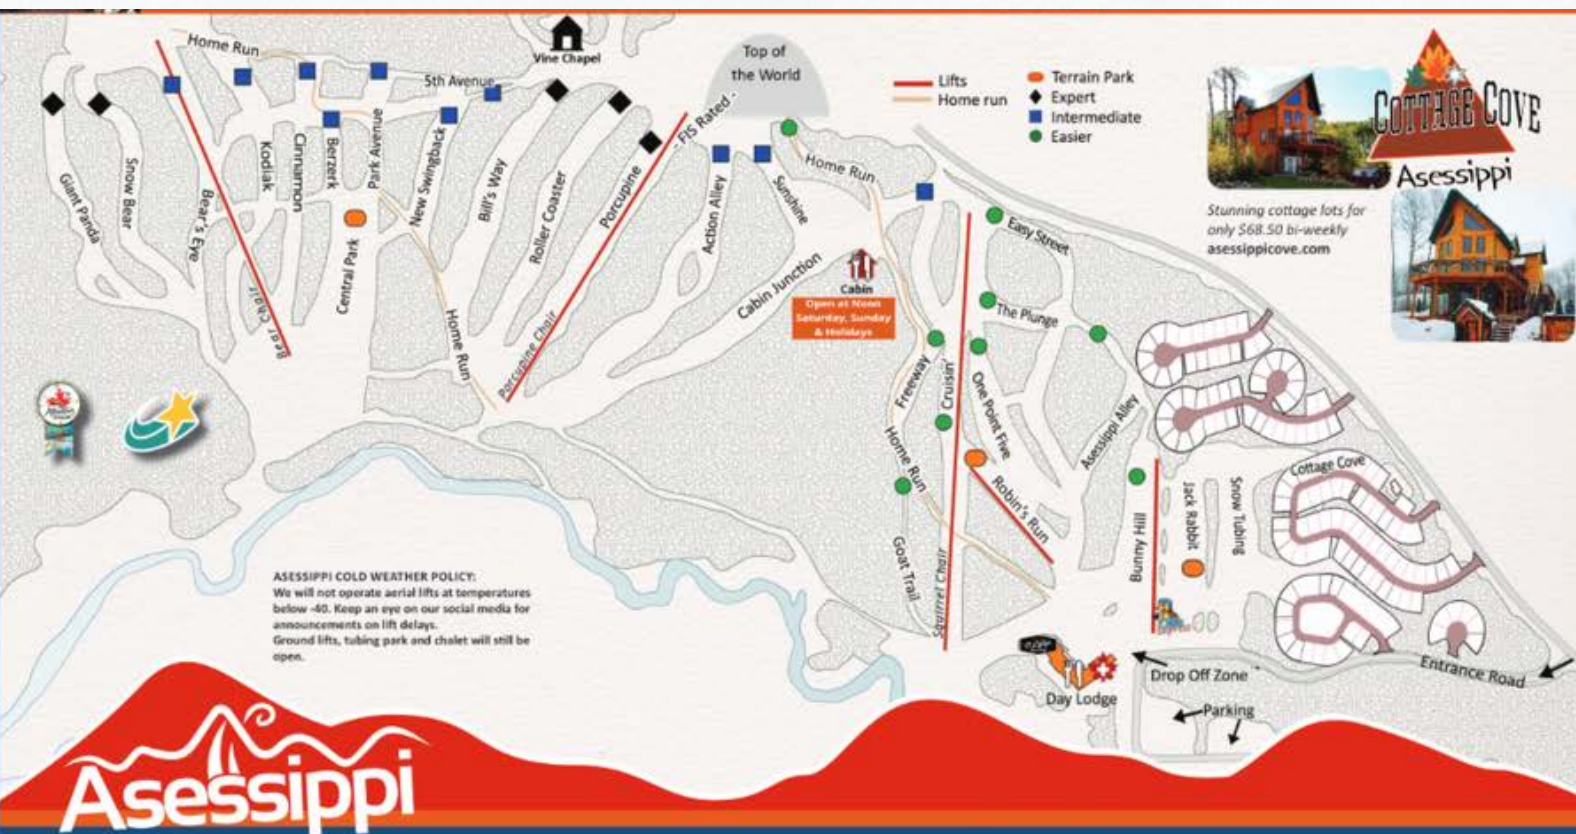 Home Run
5th Avenue
Vine Chapel
Top of
the World
- FIS Rated -
Lifts
Home run
Terrain Park
Expert
Intermediate
Easier
COTTAGE COVE
Asessippi
Stunning cottage lots for
only $68.50 bi-weekly
asessippicove.com
Giant Panda
Snow Bear
Bear's Eye
Bear Chair
Kodiak
Cinnamon
Berzerk
Park Avenue
Central Park
New Swingback
Home Run
Bill's Way
Roller Coaster
Porcupine
Porcupine Chair
Action Alley
Sunshine
Cabin Junction
Home Run
Cabin
Open at Noon
Saturday, Sunday
& Holidays
Easy Street
The Plunge
Freeway
Cruisin'
One Point Five
Asessippi Alley
Home Run
Robin's Run
Goat Trail
Squirrel Chair
Bunny Hill
Jack Rabbit
Snow Tubing
Cottage Cove
Entrance Road
Drop Off Zone
Parking
Day Lodge
ASESSIPPI COLD WEATHER POLICY:
We will not operate aerial lifts at temperatures
below -40. Keep an eye on our social media for
announcements on lift delays.
Ground lifts, tubing park and chalet will still be
open.
Asessippi